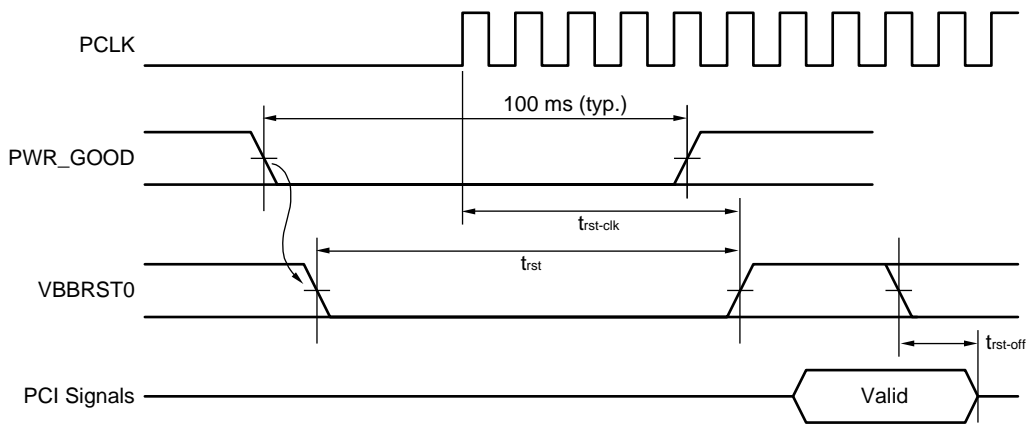 PCLK
100 ms (typ.)
PWR_GOOD
trst-clk
trst
VBBRST0
trst-off
PCI Signals
Valid